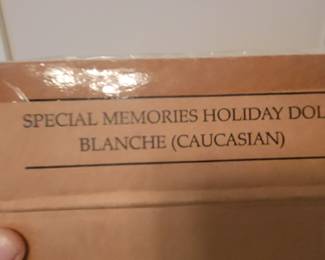 SPECIAL MEMORIES HOLIDAY DOL
BLANCHE (CAUCASIAN)